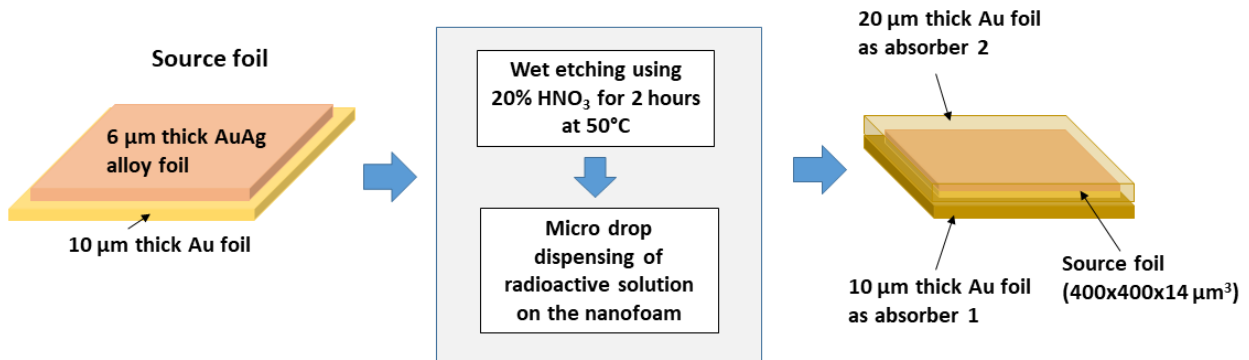 Source foil
6 µm thick AuAg
alloy foil
10 µm thick Au foil
Wet etching using
20% HNO₃ for 2 hours
at 50°C
Micro drop
dispensing of
radioactive solution
on the nanofoam
20 µm thick Au foil
as absorber 2
10 µm thick Au foil
as absorber 1
Source foil
(400x400x14 µm³)